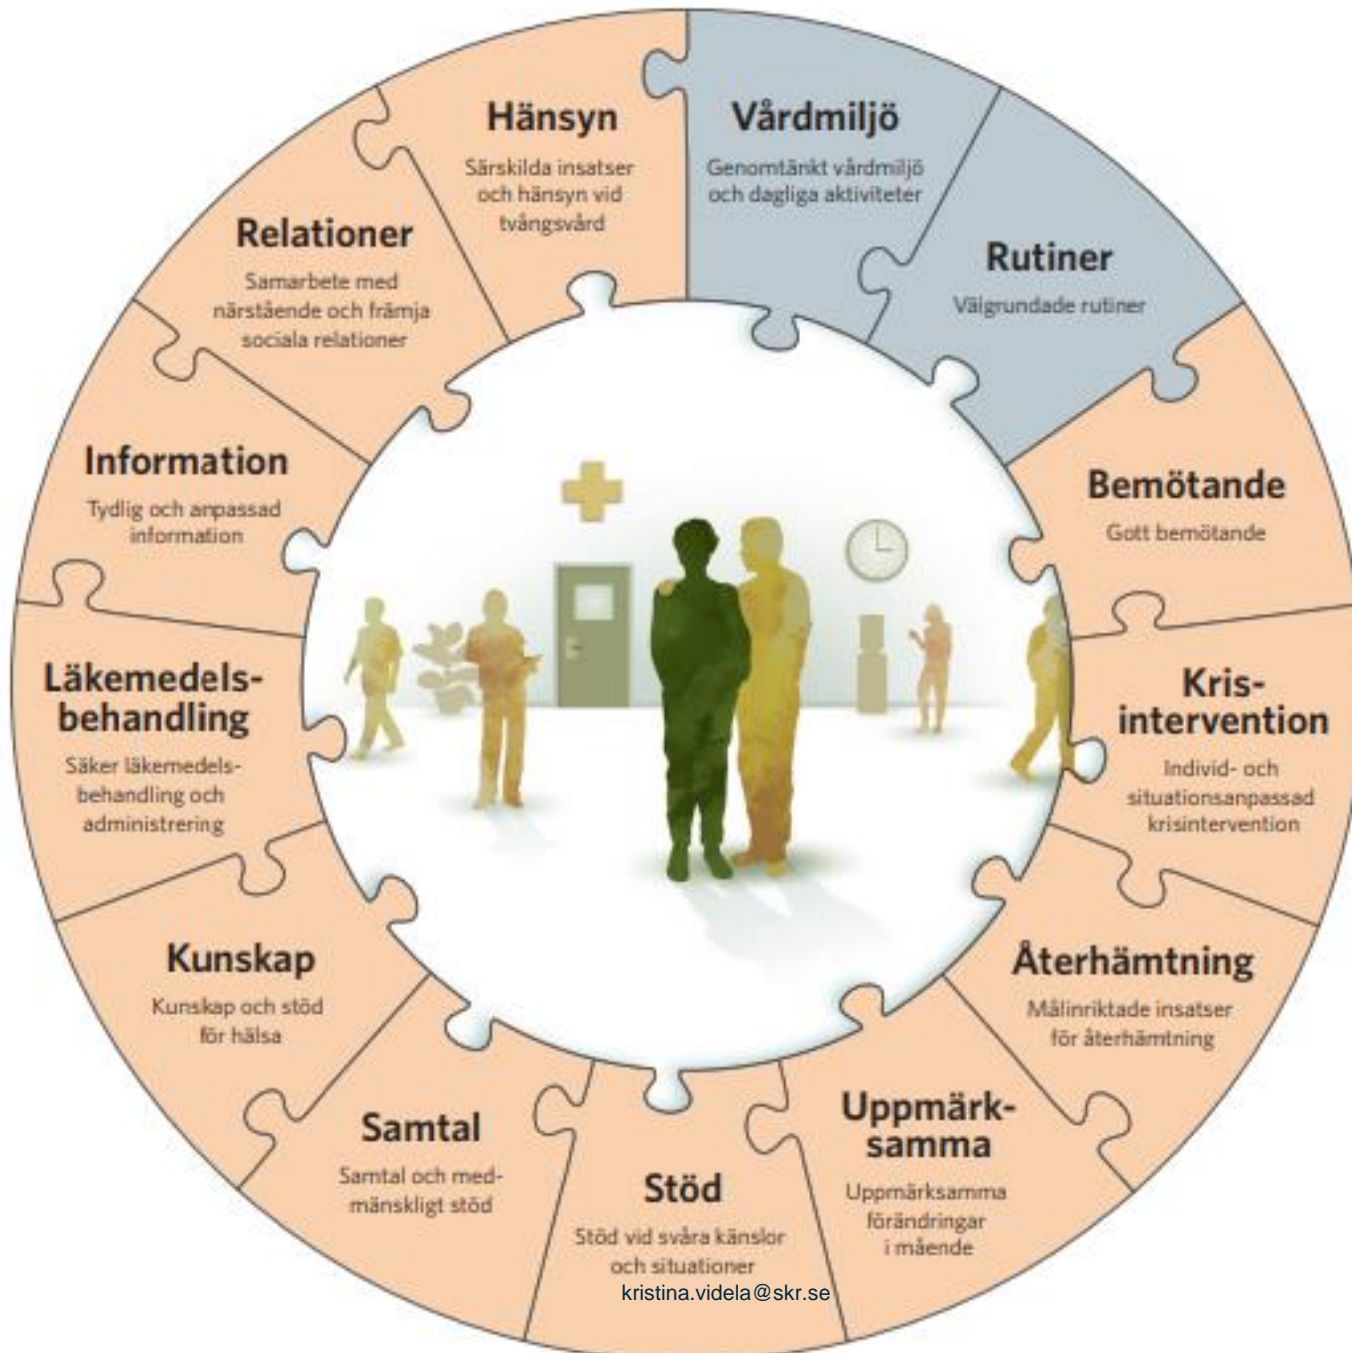 Hänsyn
Särskilda insatser
och hänsyn vid
tvångsvård
Vårdmiljö
Genomtänkt vårdmiljö
och dagliga aktiviteter
Rutiner
Välgrundade rutiner
Bemötande
Gott bemötande
Kris-
intervention
Individ- och
situationsanpassad
krisintervention
Återhämtning
Målinriktade insatser
för återhämtning
Uppmärk-
samma
Uppmärksamma
förändringar
i mående
Stöd
Stöd vid svåra känslor
och situationer
kristina.videla@skr.se
Samtal
Samtal och med-
mänskligt stöd
Kunskap
Kunskap och stöd
för hälsa
Läkemedels-
behandling
Säker läkemedels-
behandling och
administrering
Information
Tydlig och anpassad
information
Relationer
Samarbete med
närstående och främja
sociala relationer